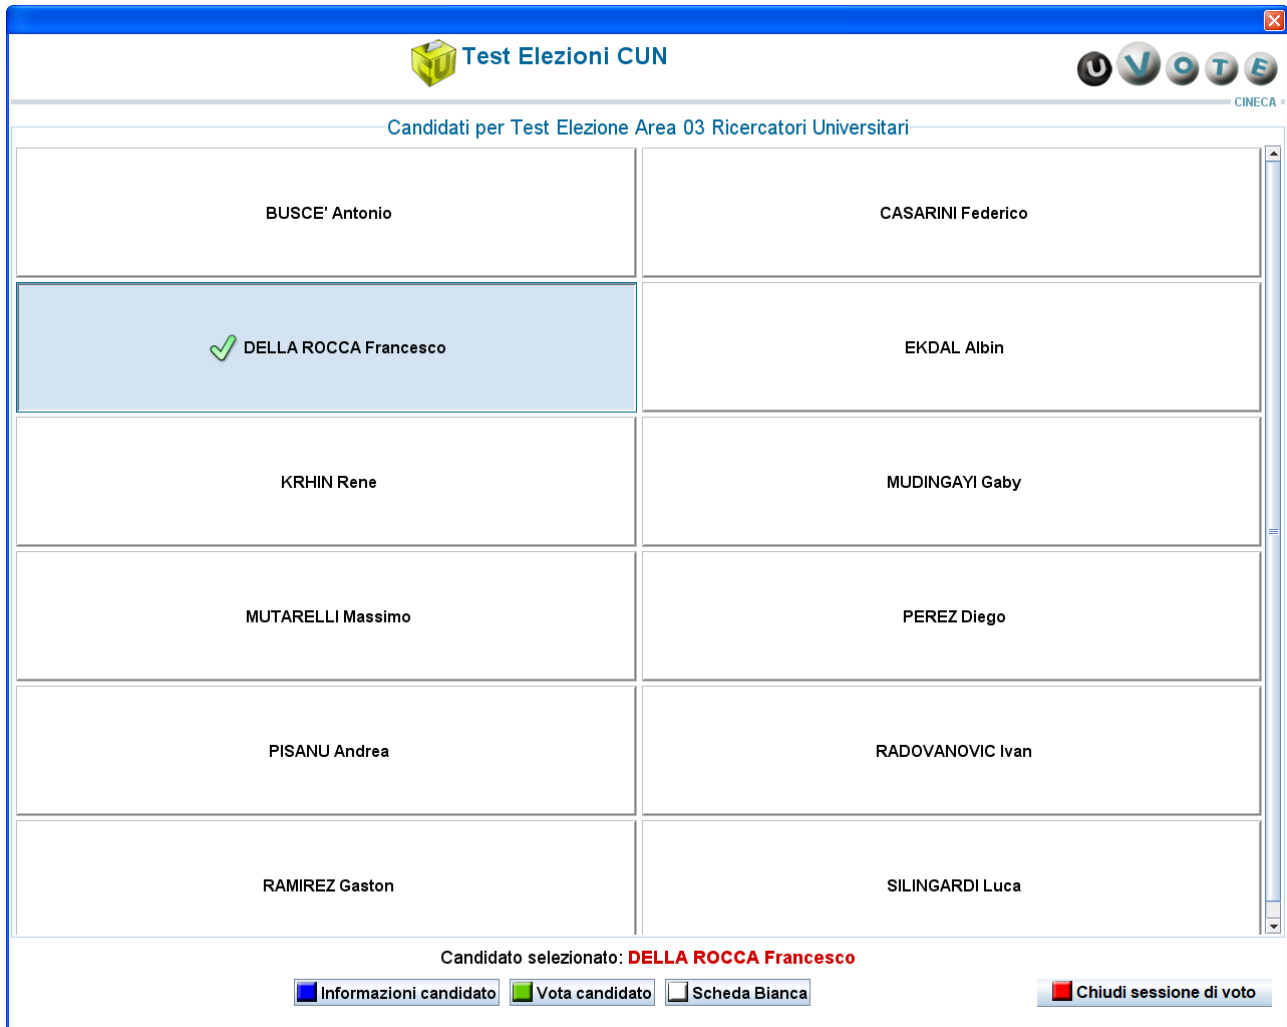 Test Elezioni CUN
U VOTE
CINECA
Candidati per Test Elezione Area 03 Ricercatori Universitari
BUSCE' Antonio
CASARINI Federico
DELLA ROCCA Francesco
EKDAL Albin
KRHIN Rene
MUDINGAYI Gaby
MUTARELLI Massimo
PEREZ Diego
PISANU Andrea
RADOVANOVIC Ivan
RAMIREZ Gaston
SILINGARDI Luca
Candidato selezionato: DELLA ROCCA Francesco
Informazioni candidato Vota candidato Scheda Bianca Chiudi sessione di voto